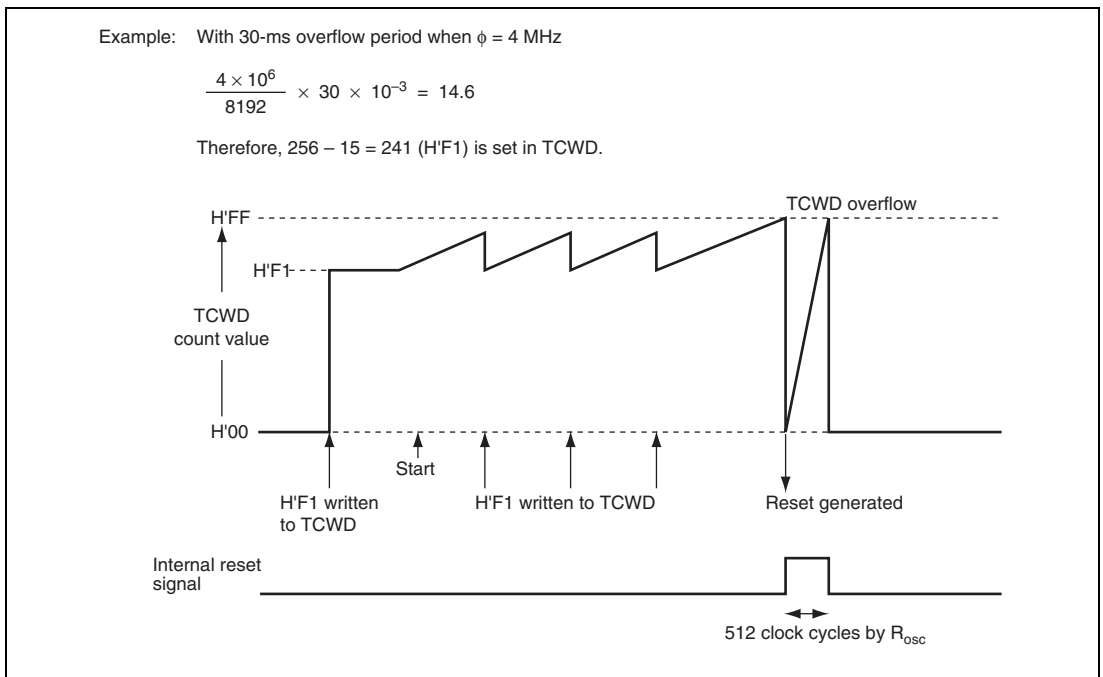 Example: With 30-ms overflow period when φ = 4 MHz
4 × 10⁶
8192
× 30 × 10⁻³ = 14.6
Therefore, 256 – 15 = 241 (H'F1) is set in TCWD.
TCWD overflow
H'FF
H'F1
TCWD
count value
H'00
Start
H'F1 written
to TCWD
H'F1 written to TCWD
Reset generated
Internal reset
signal
512 clock cycles by Rosc